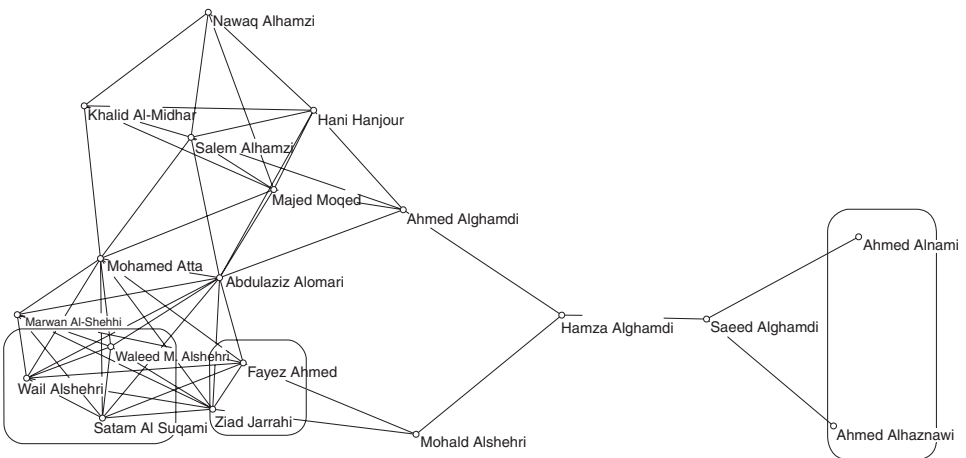 Nawaq Alhamzi
Khalid Al-Midhar
Hani Hanjour
Salem Alhamzi
Majed Moqed
Ahmed Alghamdi
Ahmed Alnami
Mohamed Atta
Abdulaziz Alomari
Marwan Al-Shehhi
Hamza Alghamdi
Saeed Alghamdi
Waleed M. Alshehri
Fayez Ahmed
Wail Alshehri
Satam Al Suqami
Ziad Jarrahi
Mohald Alshehri
Ahmed Alhaznawi